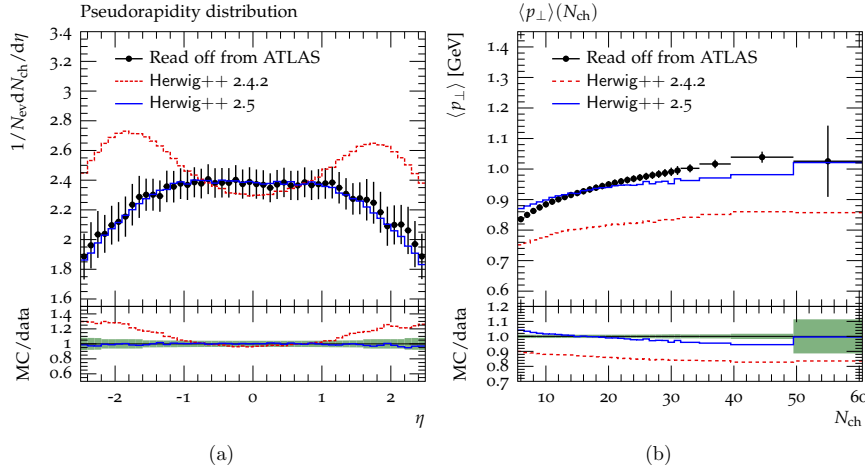 Pseudorapidity distribution
1/N_ev dN_ch/dη
3.4
3.2
3
2.8
2.6
2.4
2.2
2
1.8
1.6
Read off from ATLAS
Herwig++ 2.4.2
Herwig++ 2.5
MC/data
1.4
1.2
1
0.8
0.6
-2
-1
0
1
2
η
(a)
⟨p⊥⟩(N_ch)
⟨p⊥⟩ [GeV]
1.4
1.3
1.2
1.1
1.0
0.9
0.8
0.7
0.6
Read off from ATLAS
Herwig++ 2.4.2
Herwig++ 2.5
MC/data
1.2
1.1
1.0
0.9
0.8
0.7
10
20
30
40
50
60
N_ch
(b)